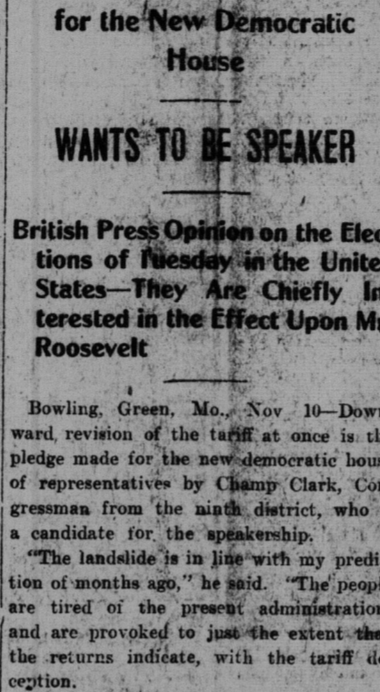 for the New Democratic
House
WANTS TO BE SPEAKER
British Press Opinion on the Elec
tions of Tuesday in the Unite
States—They Are Chiefly In
terested in the Effect Upon M
Roosevelt
Bowling, Green, Mo., Nov 10—Down
ward, revision of the tariff at once is t
pledge made for the new democratic hou
of representatives by Champ Clark, Con
gressman from the ninth district, who
a candidate for the speakership.
"The landslide is in line with my predi
tion of months ago," he said. "The peop
are tired of the present administration
and are provoked to just the extent the
the returns indicate, with the tariff de
ception.